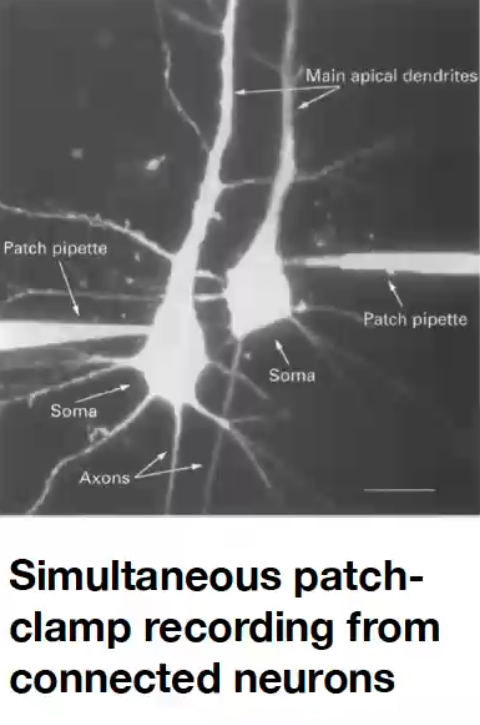 Main apical dendrites
Patch pipette
Patch pipette
Soma
Soma
Axons
Simultaneous patch-
clamp recording from
connected neurons